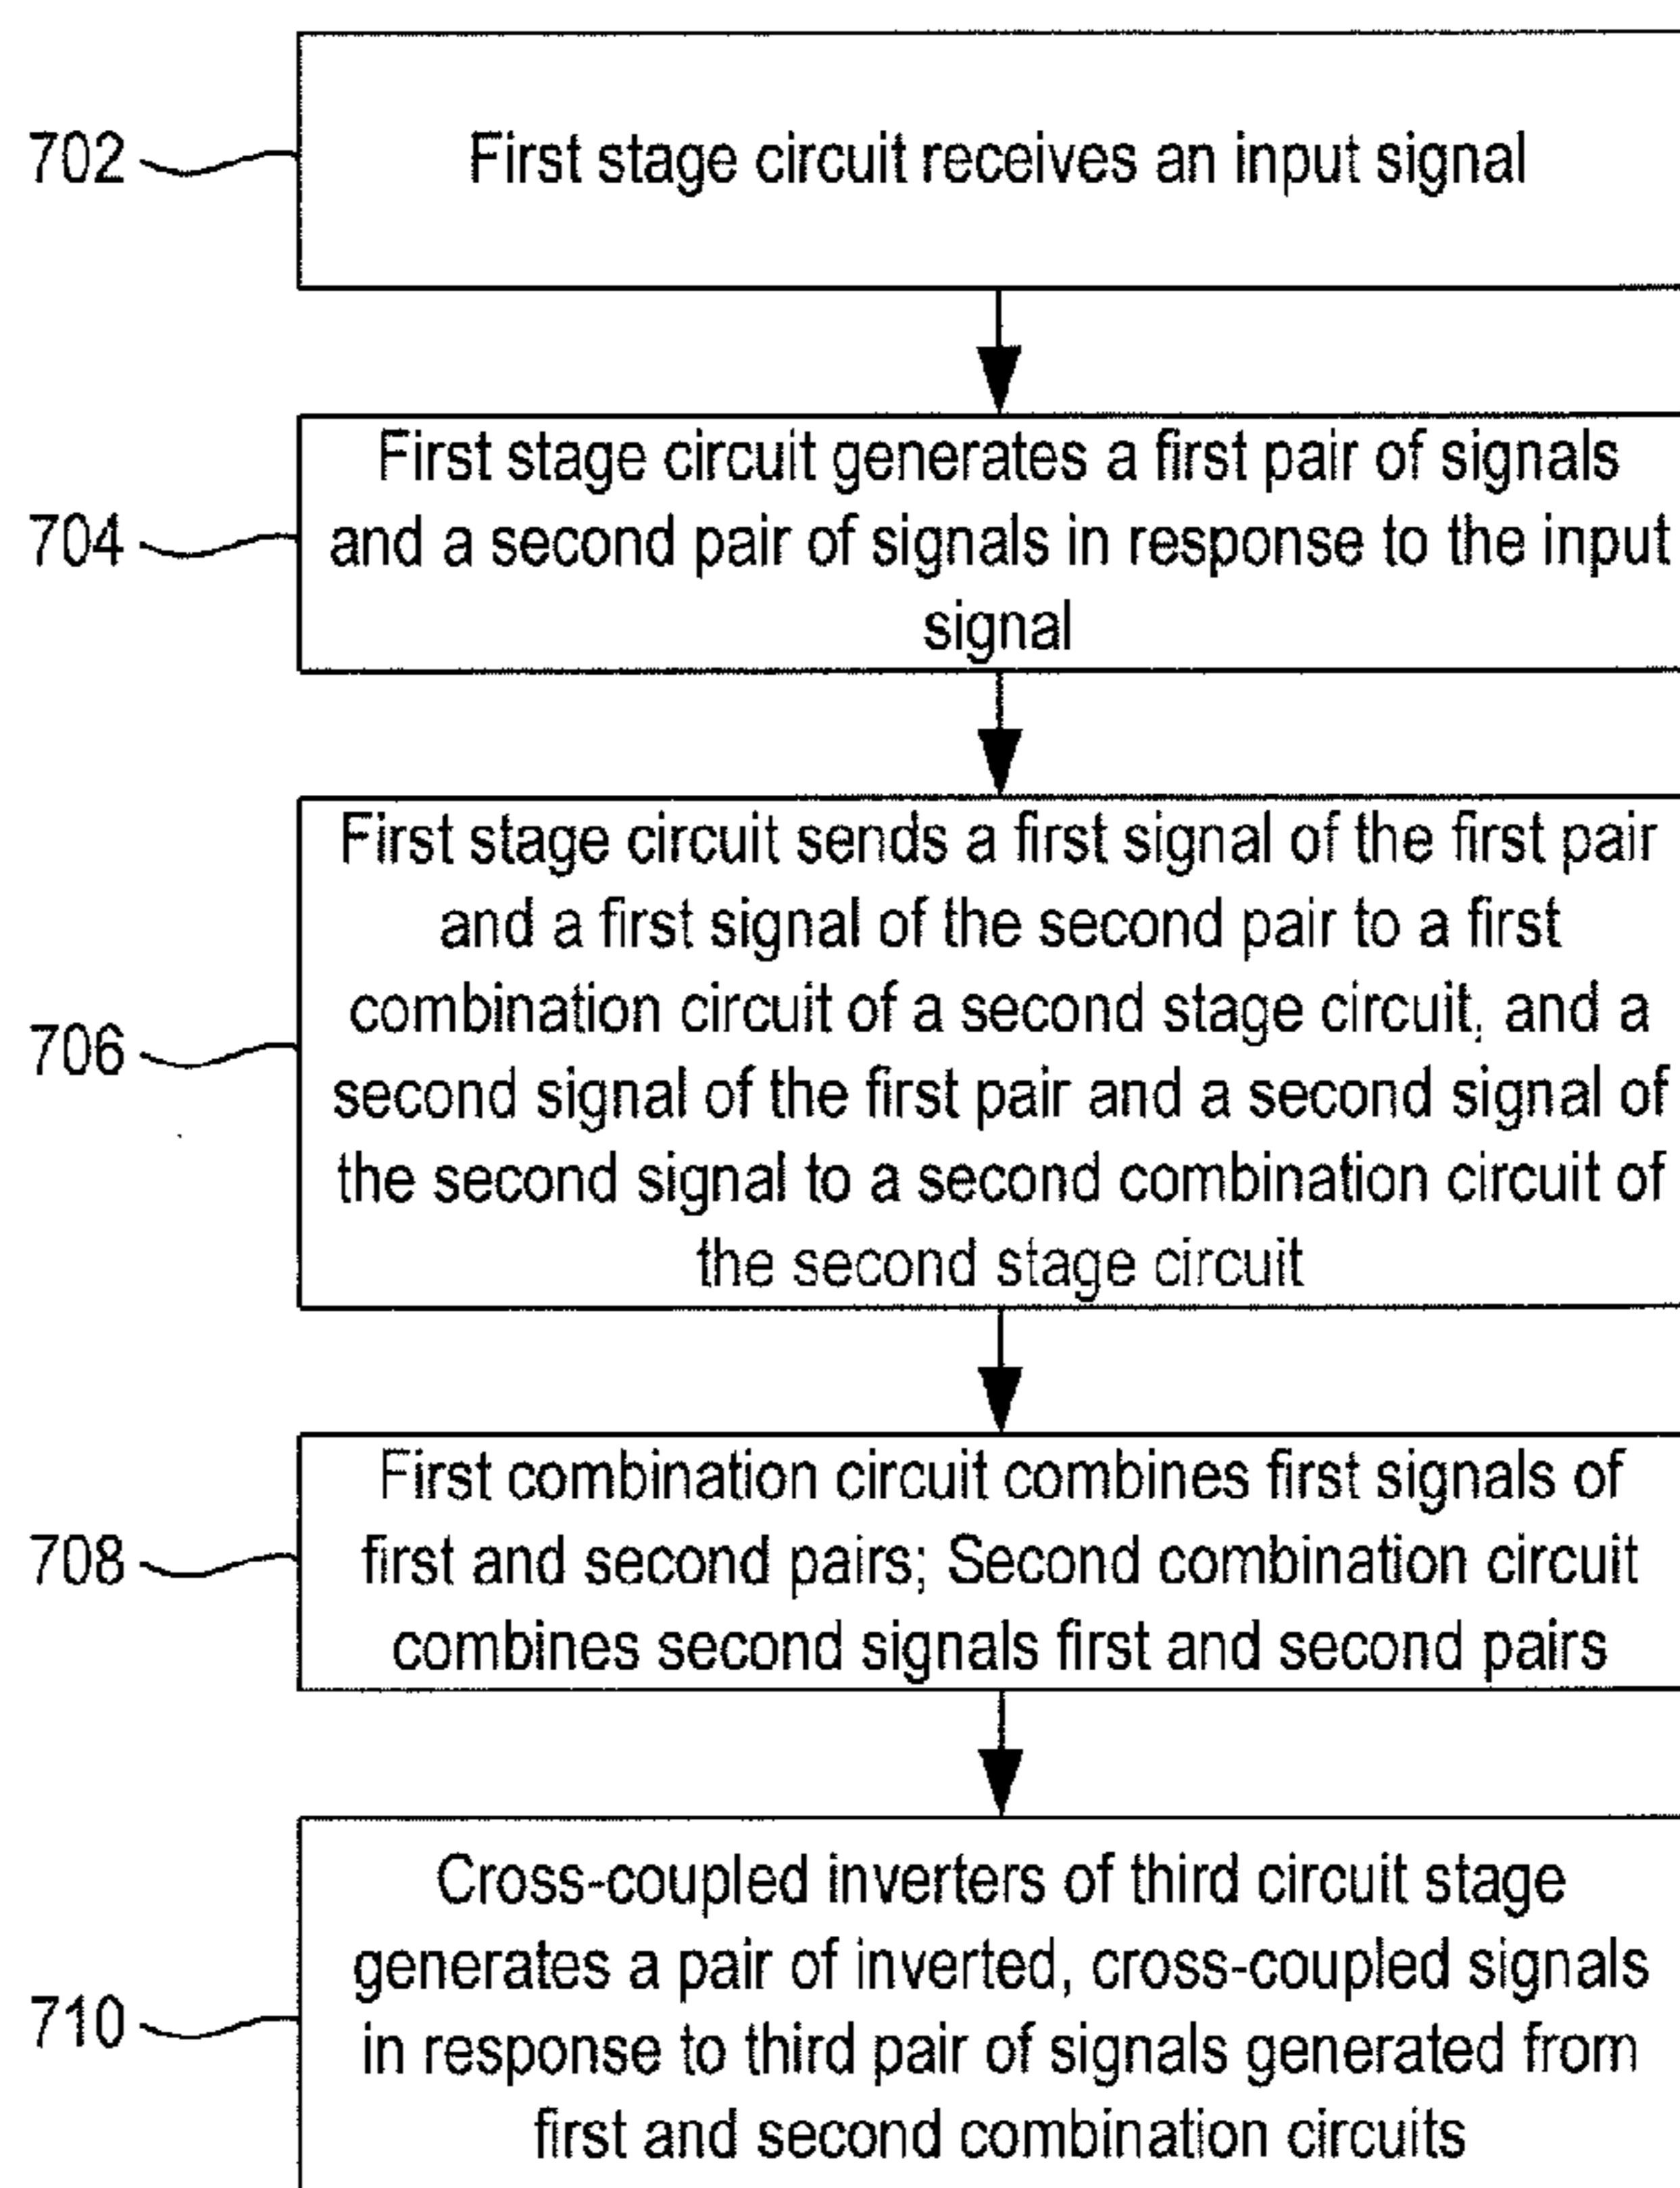 702
First stage circuit receives an input signal
704
First stage circuit generates a first pair of signals
and a second pair of signals in response to the input
signal
706
First stage circuit sends a first signal of the first pair
and a first signal of the second pair to a first
combination circuit of a second stage circuit, and a
second signal of the first pair and a second signal of
the second signal to a second combination circuit of
the second stage circuit
708
First combination circuit combines first signals of
first and second pairs; Second combination circuit
combines second signals first and second pairs
710
Cross-coupled inverters of third circuit stage
generates a pair of inverted, cross-coupled signals
in response to third pair of signals generated from
first and second combination circuits